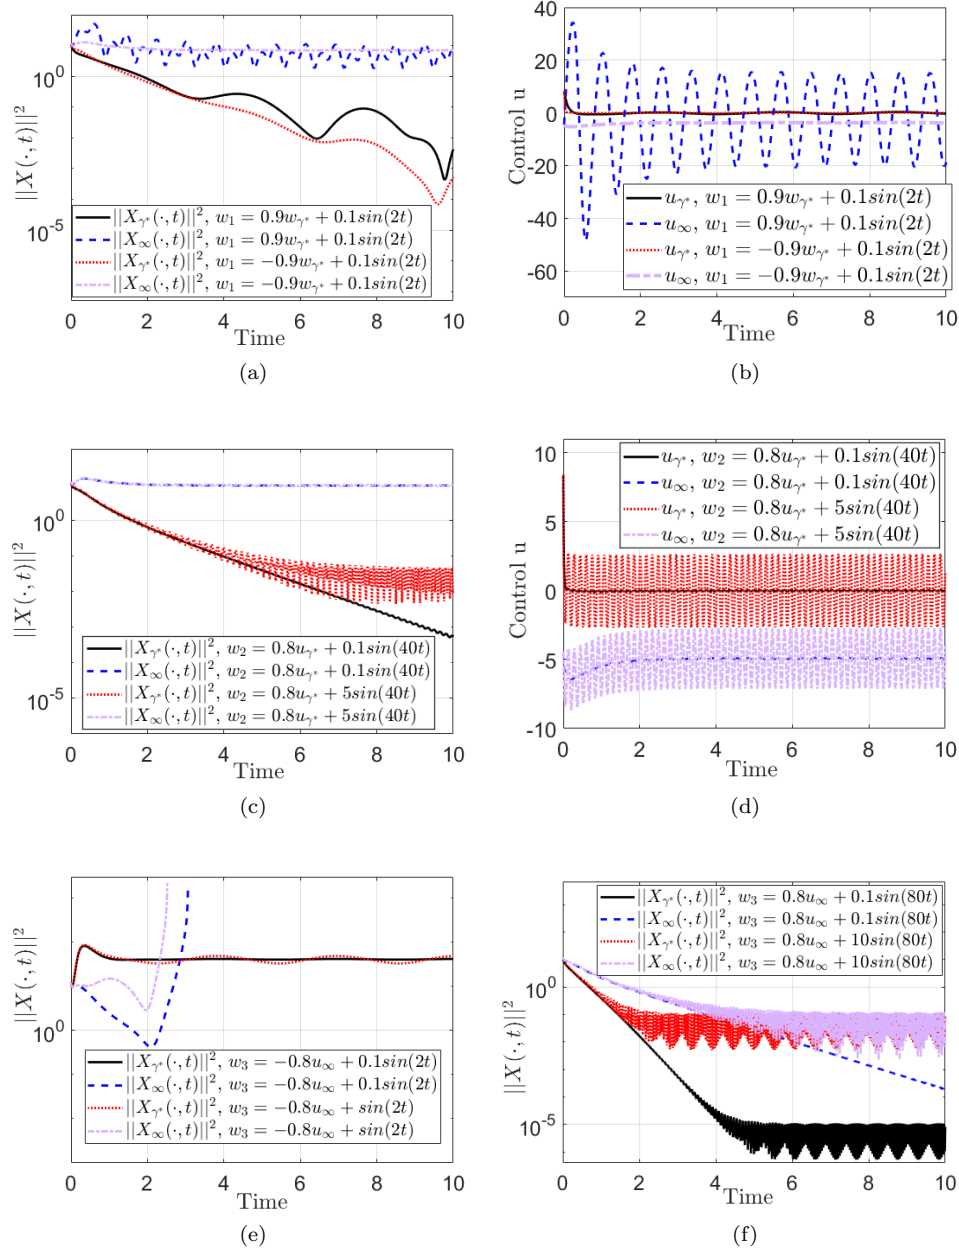 10^0
10^-5
||X(·,t)||^2
||X_γ*(·,t)||^2, w_1 = 0.9w_γ* + 0.1sin(2t)
||X_∞(·,t)||^2, w_1 = 0.9w_γ* + 0.1sin(2t)
||X_γ*(·,t)||^2, w_1 = −0.9w_γ* + 0.1sin(2t)
||X_∞(·,t)||^2, w_1 = −0.9w_γ* + 0.1sin(2t)
0 2 4 6 8 10
Time
(a)
40
20
0
-20
-40
-60
Control u
u_γ*, w_1 = 0.9w_γ* + 0.1sin(2t)
u_∞, w_1 = 0.9w_γ* + 0.1sin(2t)
u_γ*, w_1 = −0.9w_γ* + 0.1sin(2t)
u_∞, w_1 = −0.9w_γ* + 0.1sin(2t)
0 2 4 6 8 10
Time
(b)
10^0
10^-5
||X(·,t)||^2
||X_γ*(·,t)||^2, w_2 = 0.8u_γ* + 0.1sin(40t)
||X_∞(·,t)||^2, w_2 = 0.8u_γ* + 0.1sin(40t)
||X_γ*(·,t)||^2, w_2 = 0.8u_γ* + 5sin(40t)
||X_∞(·,t)||^2, w_2 = 0.8u_γ* + 5sin(40t)
0 2 4 6 8 10
Time
(c)
10
5
0
-5
-10
Control u
u_γ*, w_2 = 0.8u_γ* + 0.1sin(40t)
u_∞, w_2 = 0.8u_γ* + 0.1sin(40t)
u_γ*, w_2 = 0.8u_γ* + 5sin(40t)
u_∞, w_2 = 0.8u_γ* + 5sin(40t)
0 2 4 6 8 10
Time
(d)
10^0
||X(·,t)||^2
||X_γ*(·,t)||^2, w_3 = −0.8u_∞ + 0.1sin(2t)
||X_∞(·,t)||^2, w_3 = −0.8u_∞ + 0.1sin(2t)
||X_γ*(·,t)||^2, w_3 = −0.8u_∞ + sin(2t)
||X_∞(·,t)||^2, w_3 = −0.8u_∞ + sin(2t)
0 2 4 6 8 10
Time
(e)
10^0
10^-5
||X(·,t)||^2
||X_γ*(·,t)||^2, w_3 = 0.8u_∞ + 0.1sin(80t)
||X_∞(·,t)||^2, w_3 = 0.8u_∞ + 0.1sin(80t)
||X_γ*(·,t)||^2, w_3 = 0.8u_∞ + 10sin(80t)
||X_∞(·,t)||^2, w_3 = 0.8u_∞ + 10sin(80t)
0 2 4 6 8 10
Time
(f)